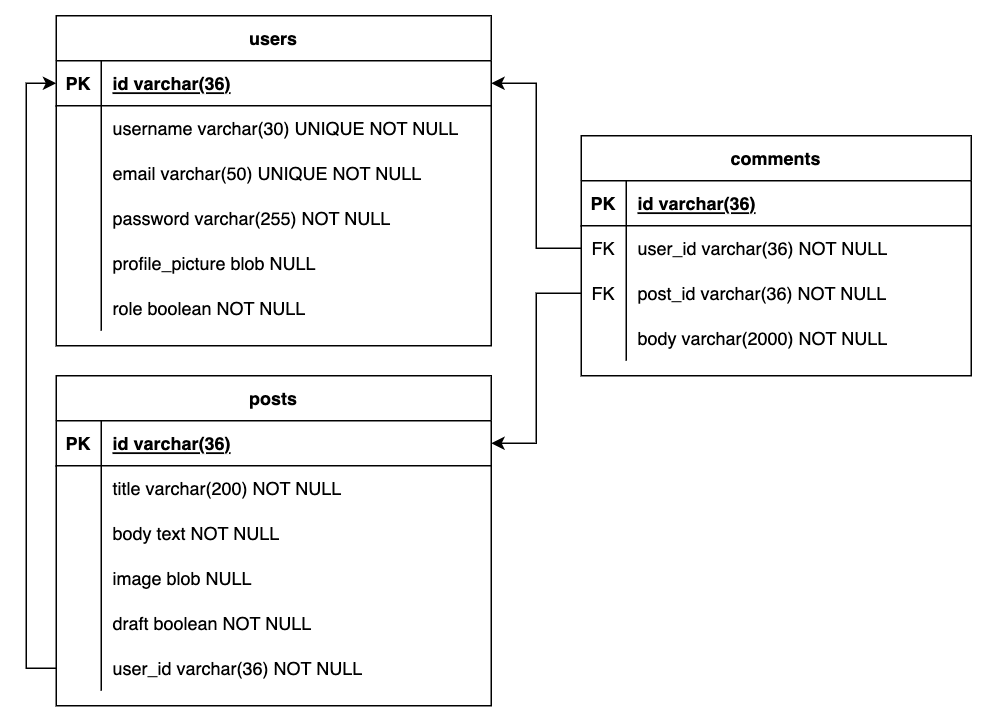 users
PK id varchar(36)
username varchar(30) UNIQUE NOT NULL
email varchar(50) UNIQUE NOT NULL
password varchar(255) NOT NULL
profile_picture blob NULL
role boolean NOT NULL
comments
PK id varchar(36)
FK user_id varchar(36) NOT NULL
FK post_id varchar(36) NOT NULL
body varchar(2000) NOT NULL
posts
PK id varchar(36)
title varchar(200) NOT NULL
body text NOT NULL
image blob NULL
draft boolean NOT NULL
user_id varchar(36) NOT NULL